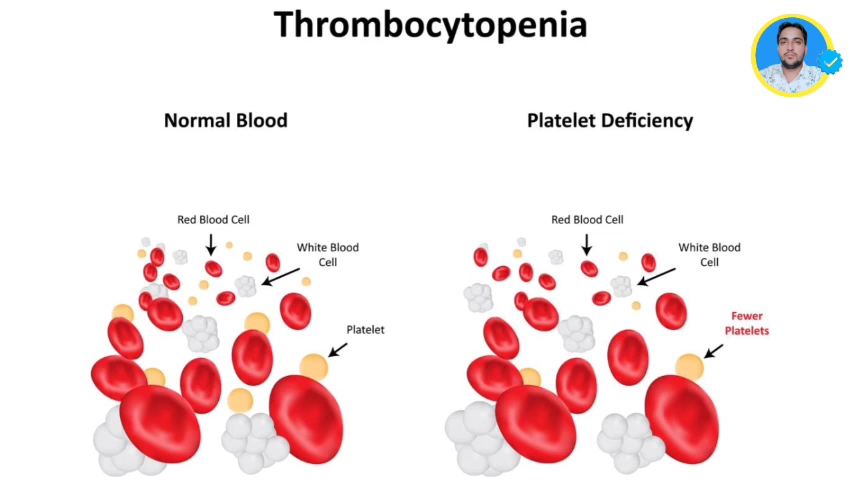 Thrombocytopenia
Normal Blood
Platelet Deficiency
Red Blood Cell
White Blood
Cell
Platelet
Red Blood Cell
White Blood
Cell
Fewer
Platelets